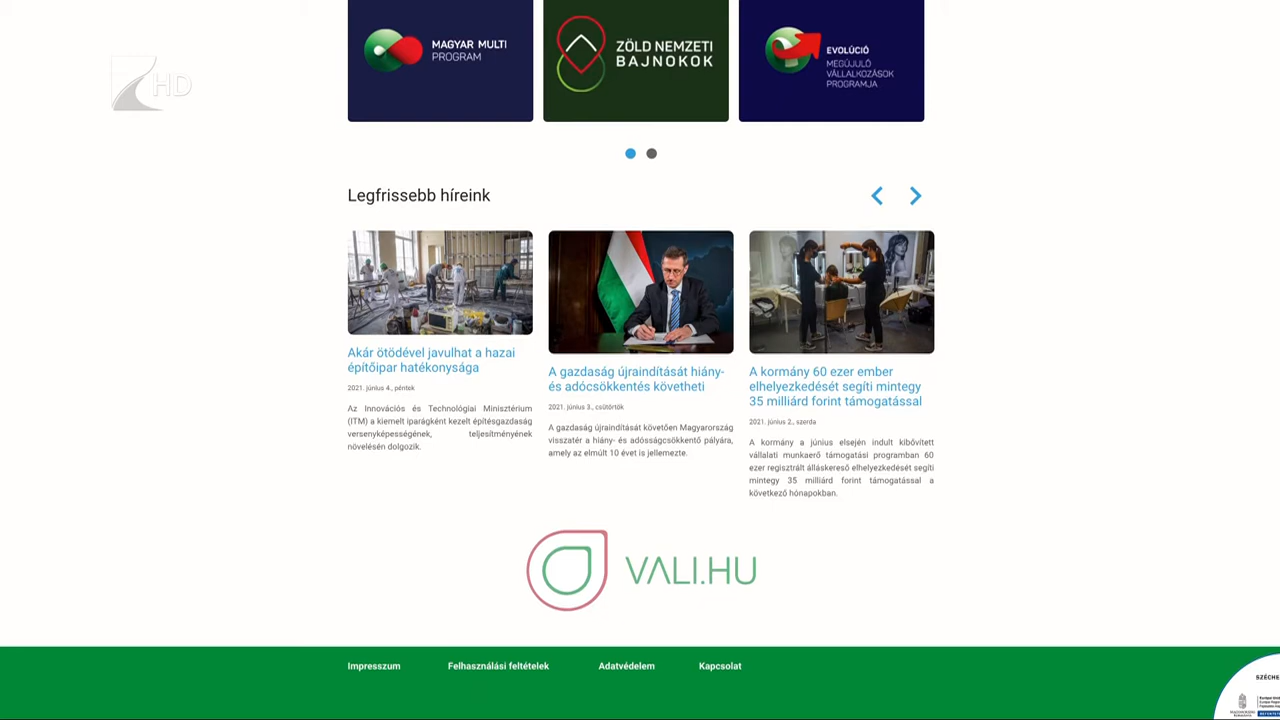 MAGYAR MULTI
PROGRAM
ZÖLD NEMZETI
BAJNOKOK
EVOLÚCIÓ
MEGÚJULÓ
VÁLLALKOZÁSOK
PROGRAMJA
HD
Legfrissebb híreink
Akár ötödével javulhat a hazai
építőipar hatékonysága
2021. június 4., péntek
Az Innovációs és Technológiai Minisztérium
(ITM) a kiemelt iparágként kezelt építésgazdaság
versenyképességének, teljesítményének
növelésén dolgozik.
A gazdaság újraindítását hiány-
és adócsökkentés követheti
2021. június 3., csütörtök
A gazdaság újraindítását követően Magyarország
visszatér a hiány- és adósságcsökkentő pályára,
amely az elmúlt 10 évet is jellemezte.
A kormány 60 ezer ember
elhelyezkedését segíti mintegy
35 milliárd forint támogatással
2021. június 2., szerda
A kormány a június elsején indult kibővített
vállalati munkaerő támogatási programban 60
ezer regisztrált álláskereső elhelyezkedését segíti
mintegy 35 milliárd forint támogatással a
következő hónapokban.
VALI.HU
Impresszum Felhasználási feltételek Adatvédelem Kapcsolat
SZÉCHE